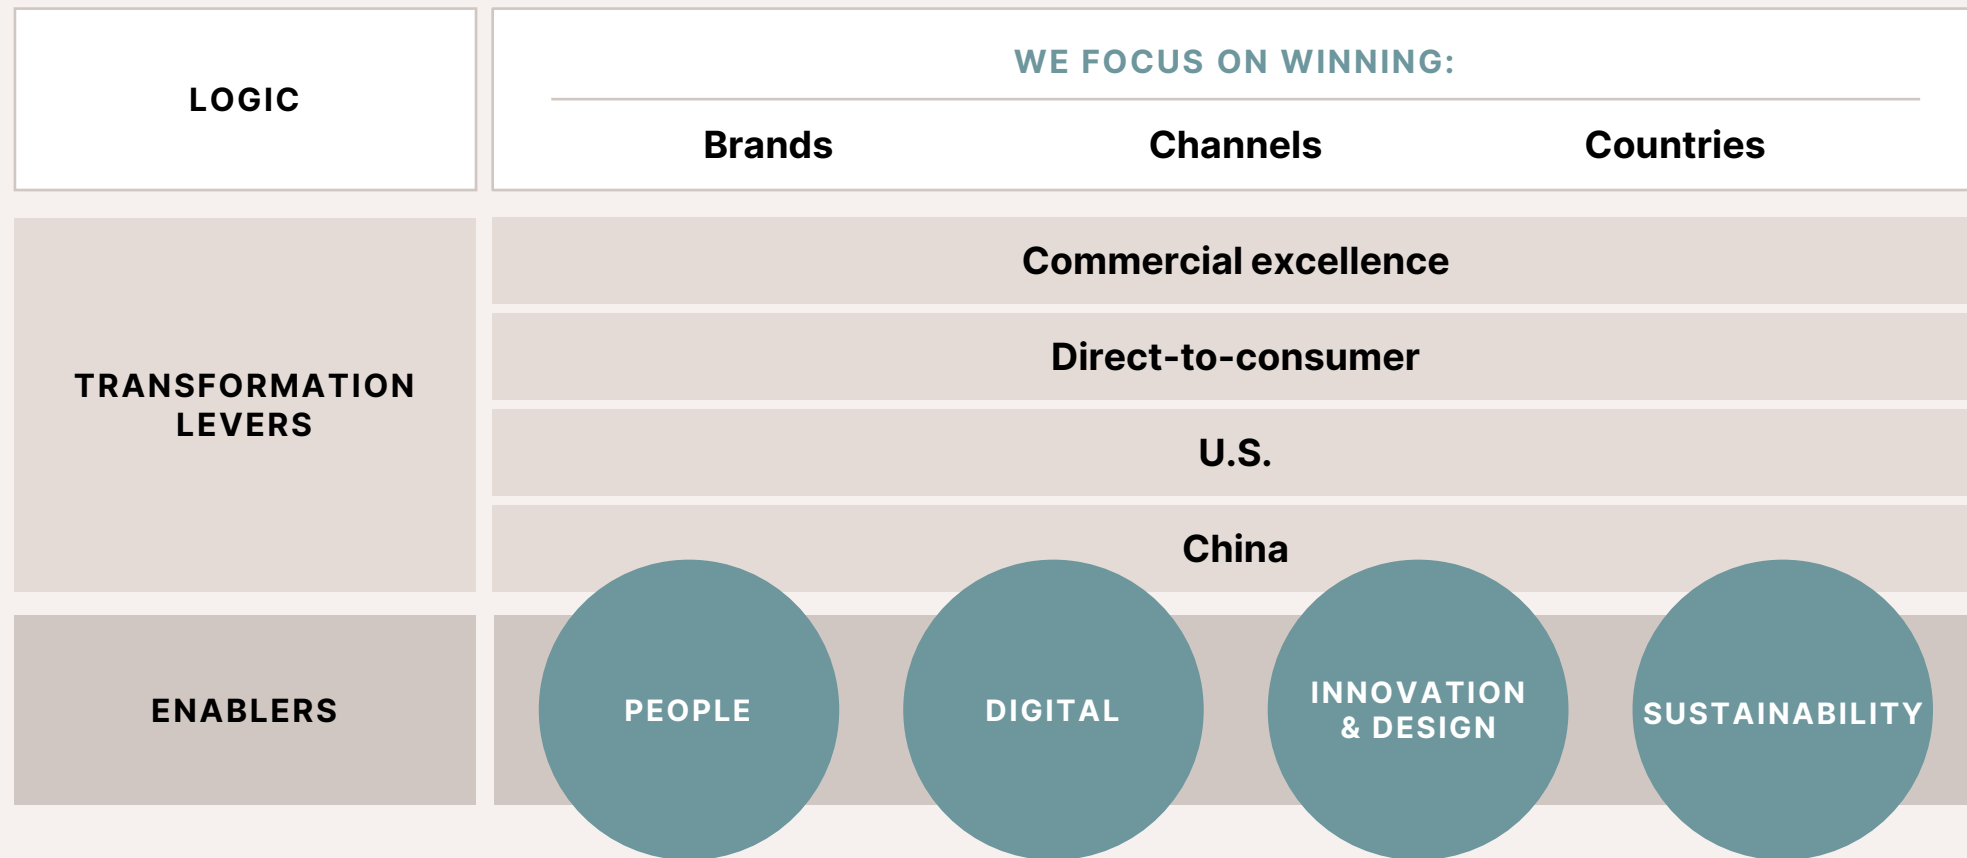 LOGIC
WE FOCUS ON WINNING:
Brands
Channels
Countries
TRANSFORMATION
LEVERS
Commercial excellence
Direct-to-consumer
U.S.
China
ENABLERS
PEOPLE
DIGITAL
INNOVATION
& DESIGN
SUSTAINABILITY